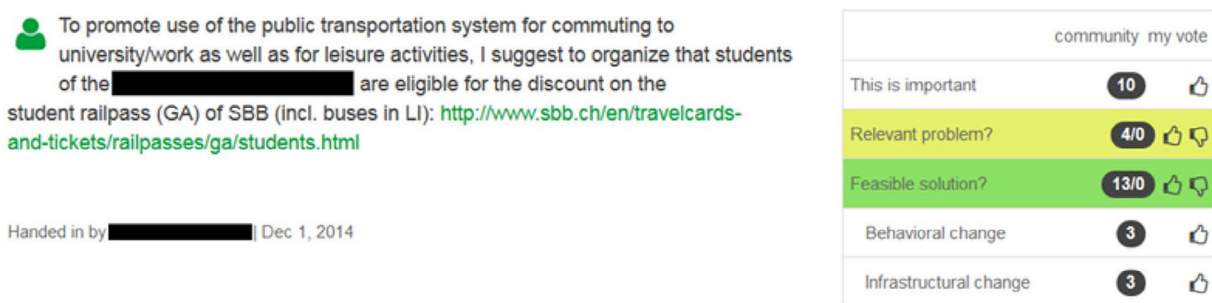 To promote use of the public transportation system for commuting to
university/work as well as for leisure activities, I suggest to organize that students
of the are eligible for the discount on the
student railpass (GA) of SBB (incl. buses in LI): http://www.sbb.ch/en/travelcards-
and-tickets/railpasses/ga/students.html
Handed in by | Dec 1, 2014
community my vote
This is important 10
Relevant problem? 4/0
Feasible solution? 13/0
Behavioral change 3
Infrastructural change 3